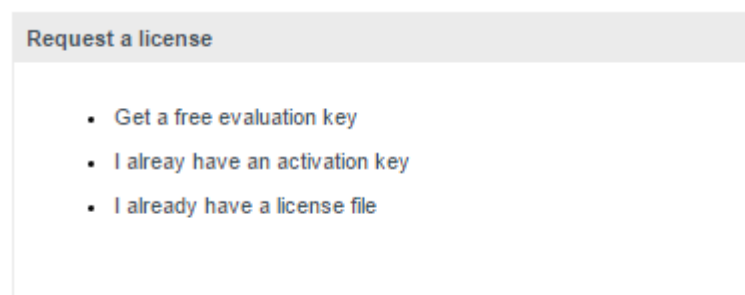 Request a license
Get a free evaluation key
I alreay have an activation key
I already have a license file